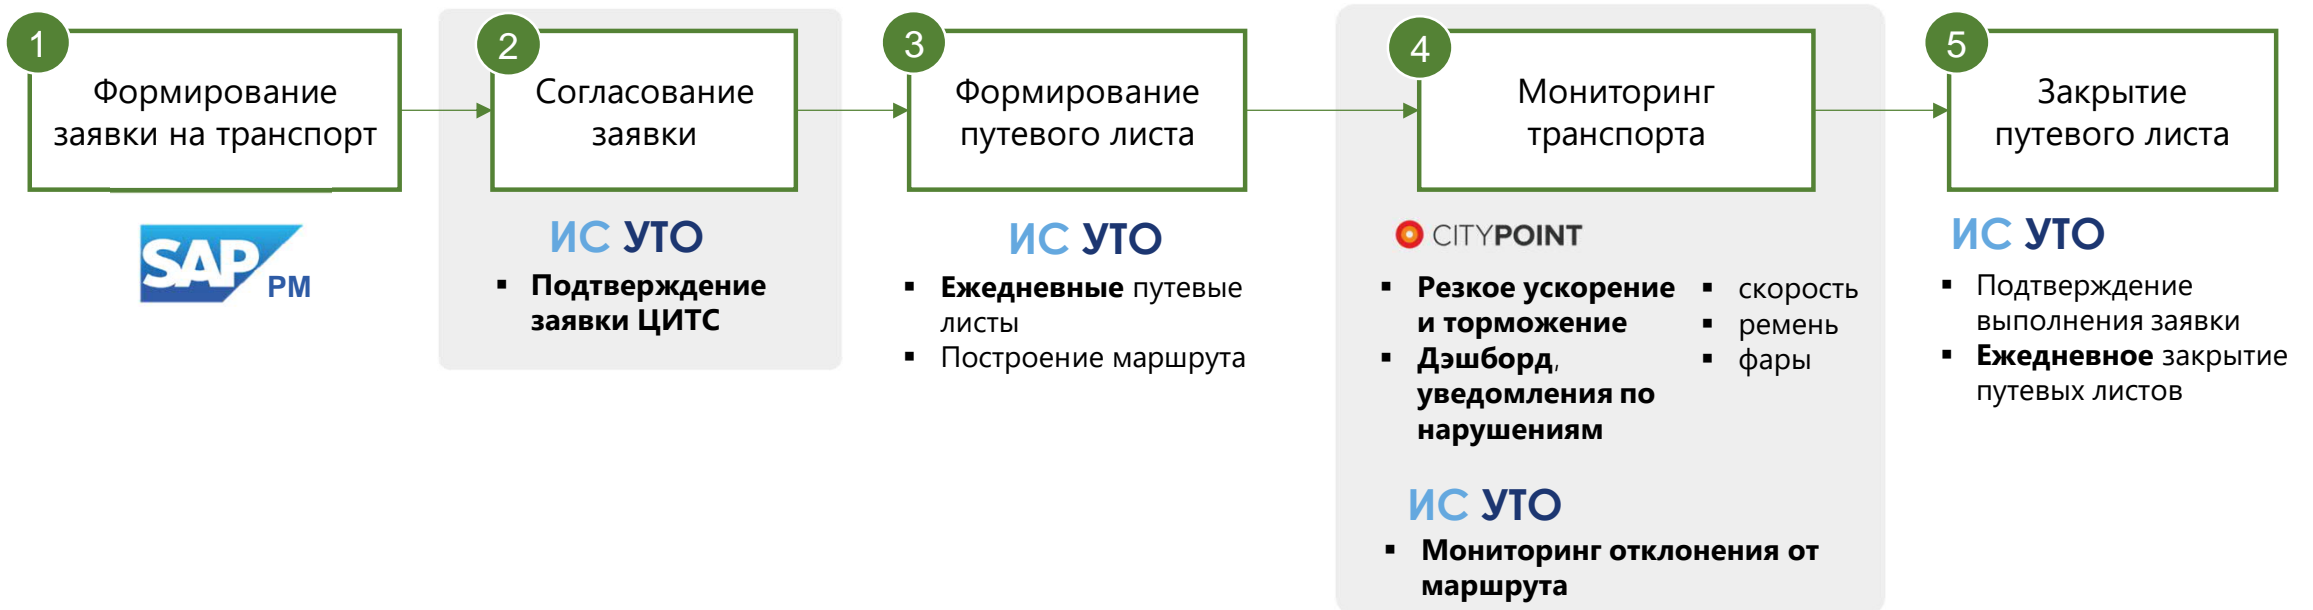 1
Формирование
заявки на транспорт
SAP PM
2
Согласование
заявки
ИС УТО
▪ Подтверждение
заявки ЦИТС
3
Формирование
путевого листа
ИС УТО
▪ Ежедневные путевые
листы
▪ Построение маршрута
4
Мониторинг
транспорта
CITYPOINT
▪ Резкое ускорение
и торможение
▪ Дэшборд,
уведомления по
нарушениям
▪ скорость
▪ ремень
▪ фары
ИС УТО
▪ Мониторинг отклонения от
маршрута
5
Закрытие
путевого листа
ИС УТО
▪ Подтверждение
выполнения заявки
▪ Ежедневное закрытие
путевых листов